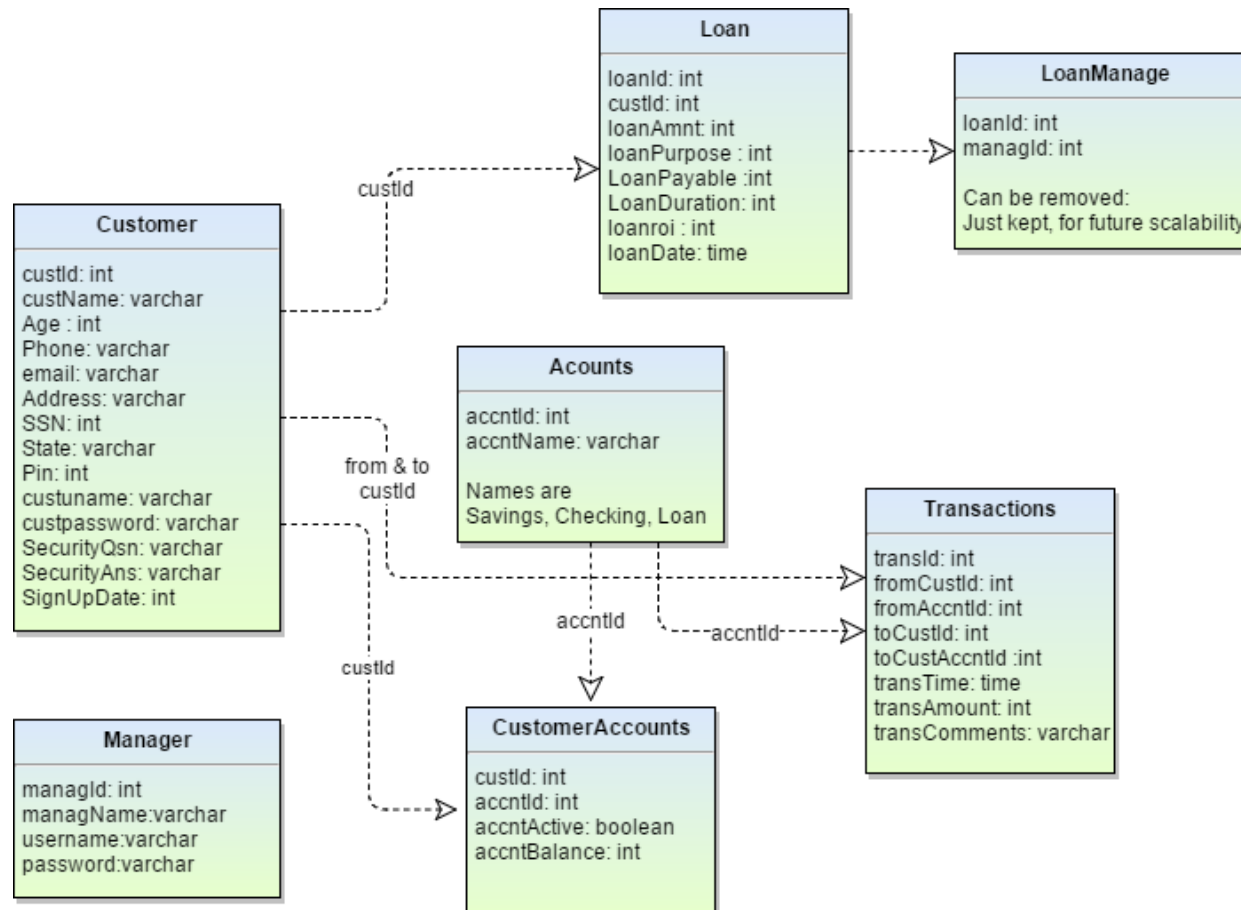 Loan
loanId: int
custId: int
loanAmnt: int
loanPurpose : int
LoanPayable :int
LoanDuration: int
loanroi : int
loanDate: time
LoanManage
loanId: int
managId: int
Can be removed:
Just kept, for future scalability
custId
Customer
custId: int
custName: varchar
Age : int
Phone: varchar
email: varchar
Address: varchar
SSN: int
State: varchar
Pin: int
custuname: varchar
custpassword: varchar
SecurityQsn: varchar
SecurityAns: varchar
SignUpDate: int
from & to
custId
Acounts
accntId: int
accntName: varchar
Names are
Savings, Checking, Loan
Transactions
transId: int
fromCustId: int
fromAccntId: int
toCustId: int
toCustAccntId :int
transTime: time
transAmount: int
transComments: varchar
accntId
accntId
custId
Manager
managId: int
managName:varchar
username:varchar
password:varchar
CustomerAccounts
custId: int
accntId: int
accntActive: boolean
accntBalance: int